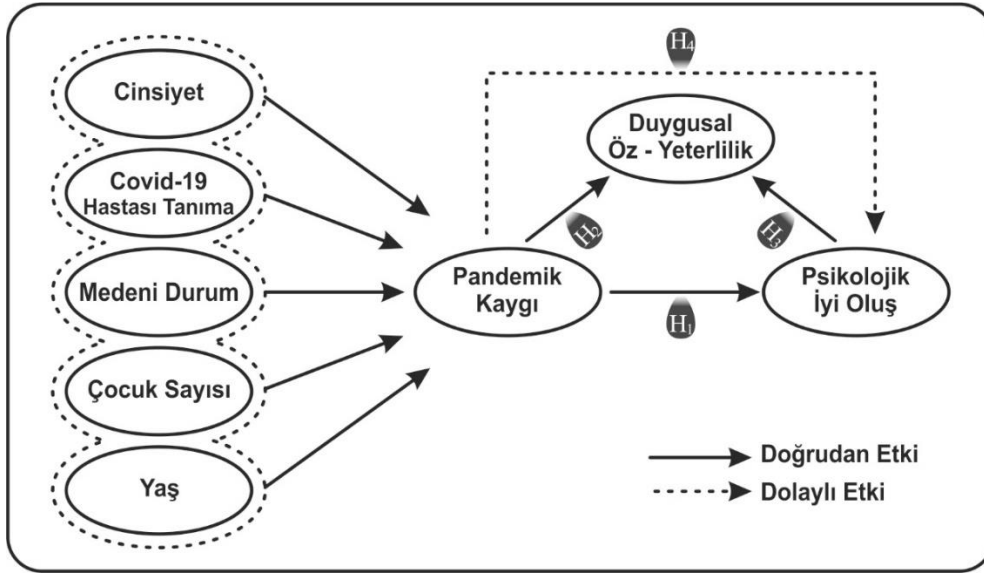 Cinsiyet
Covid-19
Hastası Tanıma
Medeni Durum
Çocuk Sayısı
Yaş
H4
Duygusal
Öz - Yeterlilik
H2
H3
Pandemik
Kaygı
H1
Psikolojik
İyi Oluş
Doğrudan Etki
Dolaylı Etki